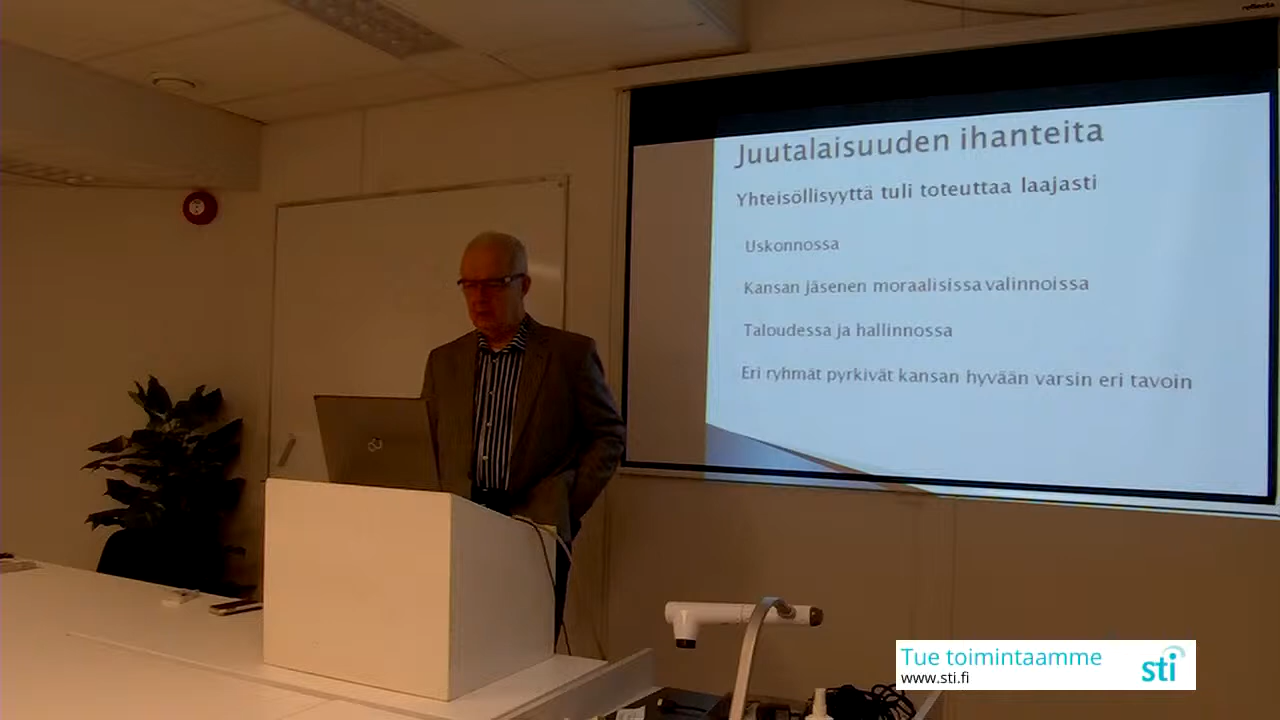 Juutalaisuuden ihanteita
Yhteisöllisyyttä tuli toteuttaa laajasti
Uskonnossa
Kansan jäsenen moraalisissa valinnoissa
Taloudessa ja hallinnossa
Eri ryhmät pyrkivät kansan hyvään varsin eri tavoin
Tue toimintaamme
www.sti.fi
sti